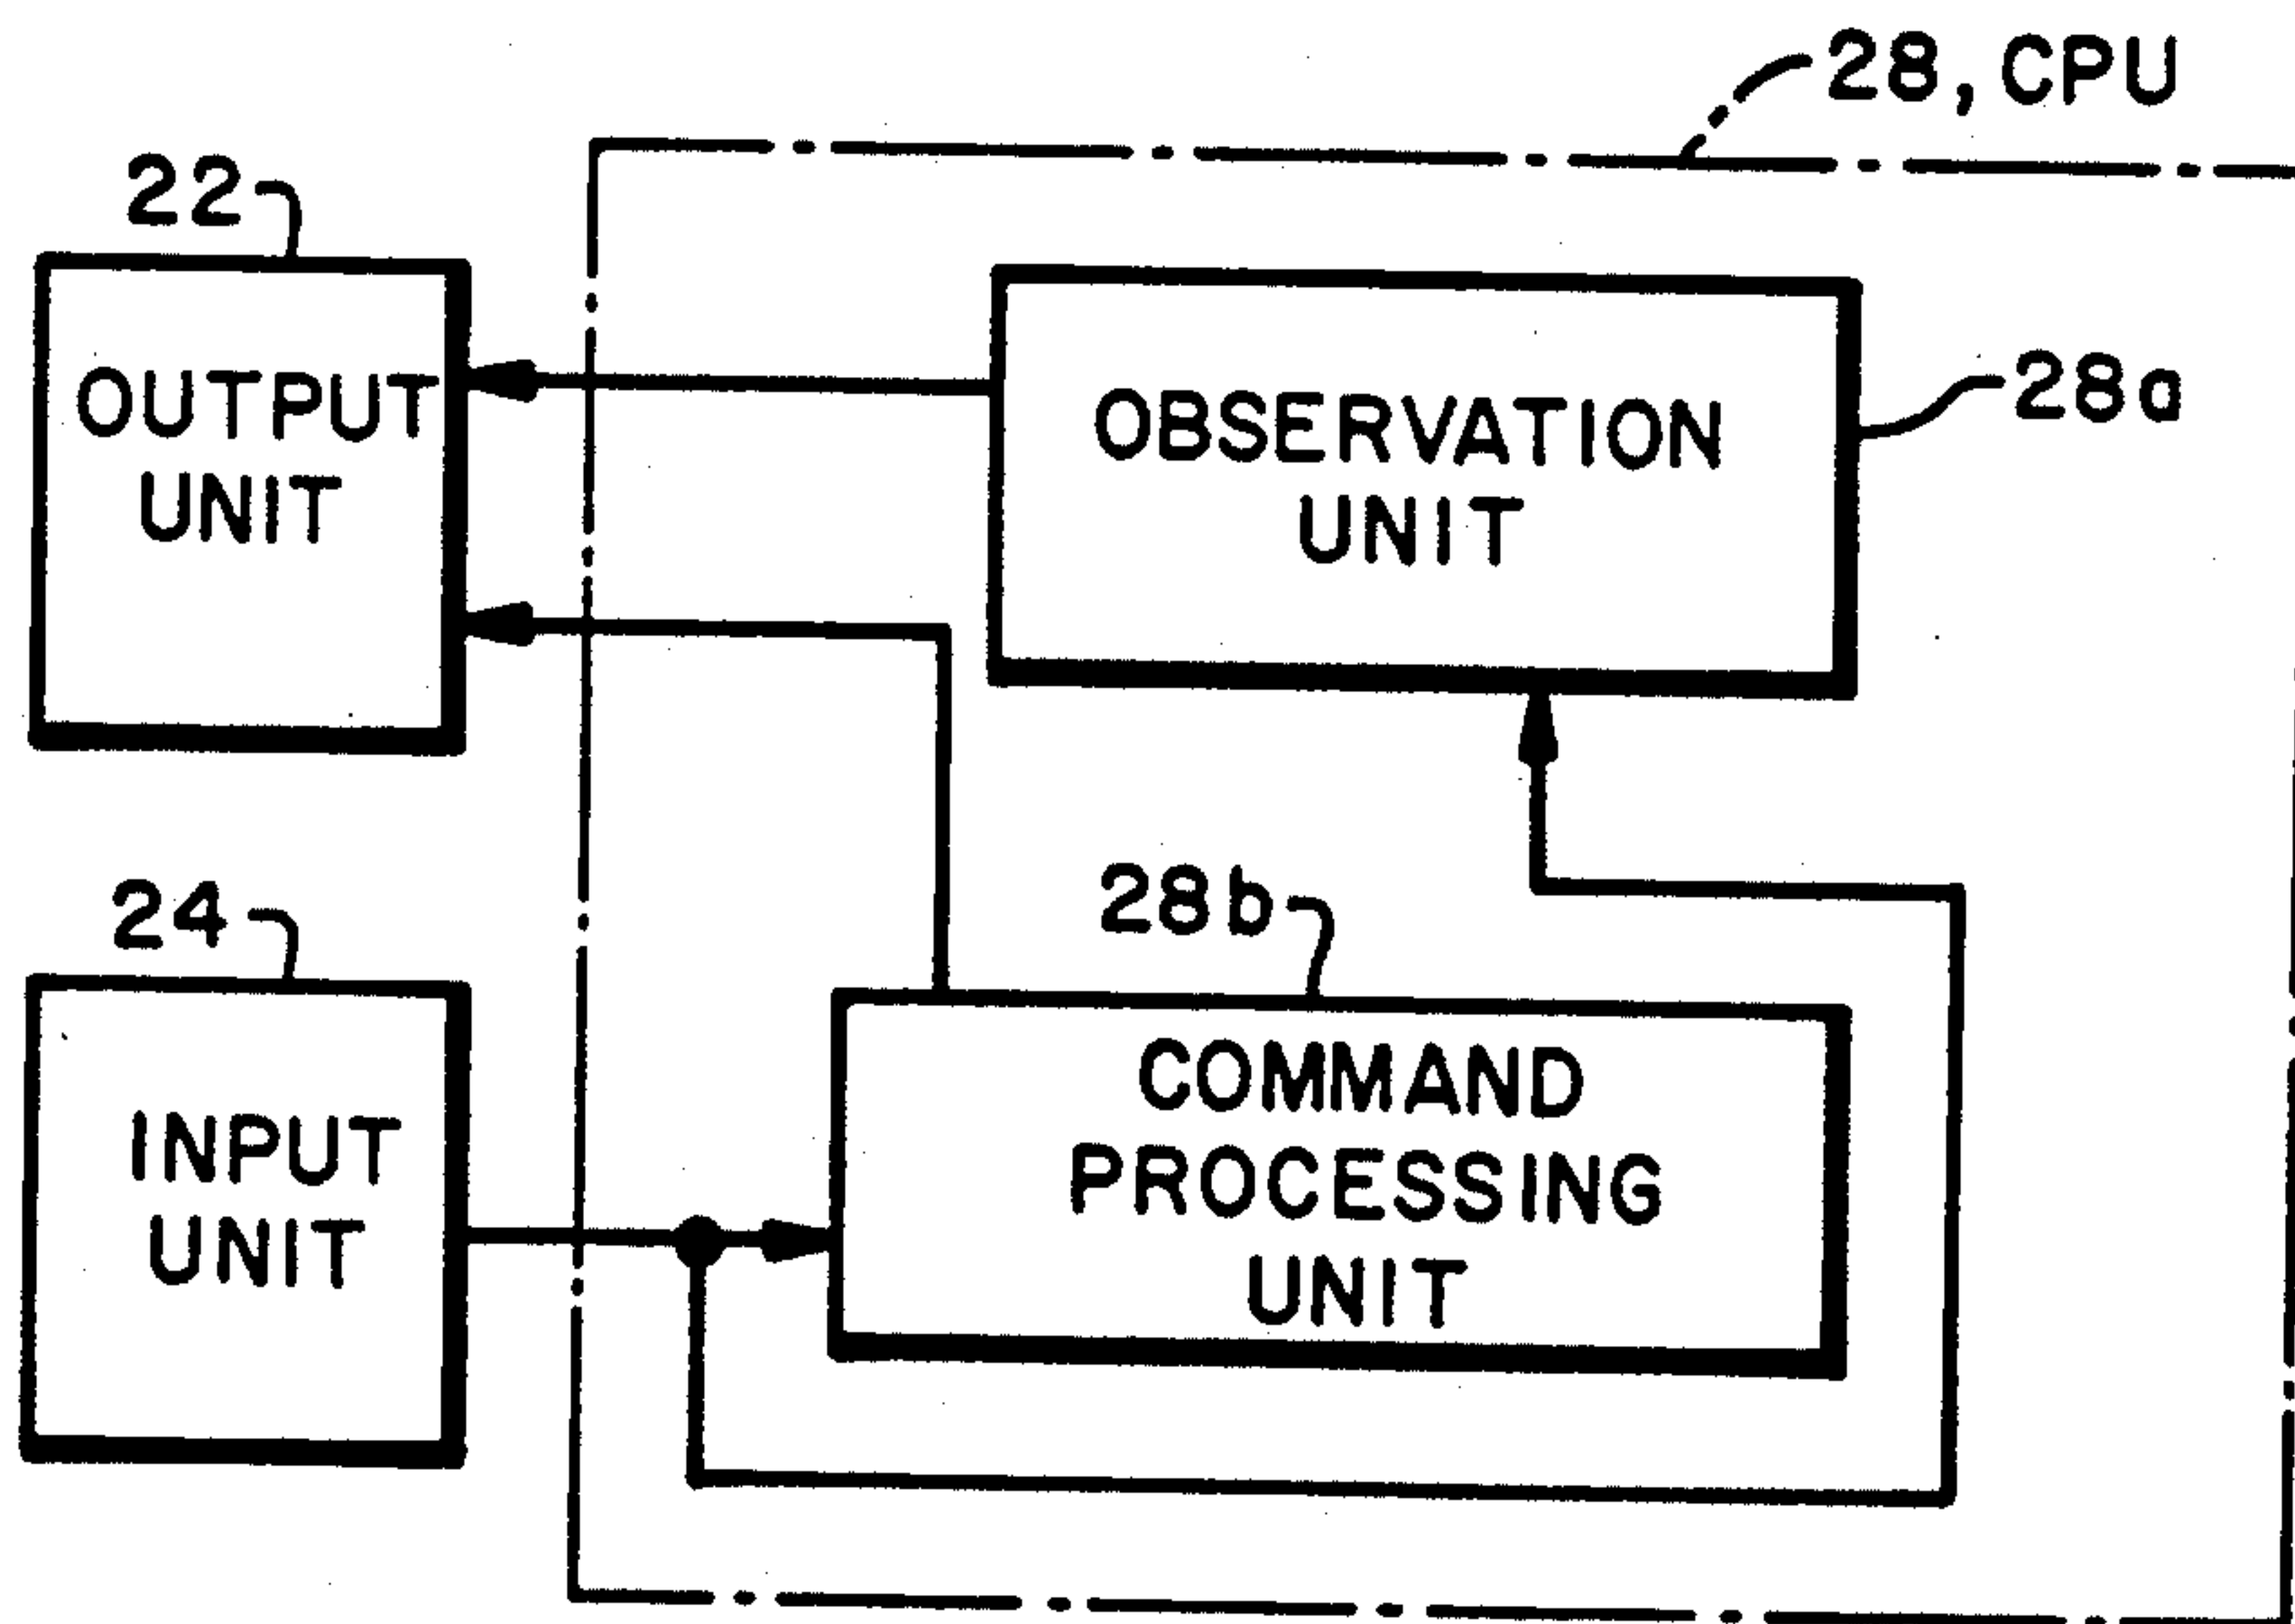 28, CPU
22
OUTPUT
UNIT
OBSERVATION
UNIT
28a
24
INPUT
UNIT
28b
COMMAND
PROCESSING
UNIT